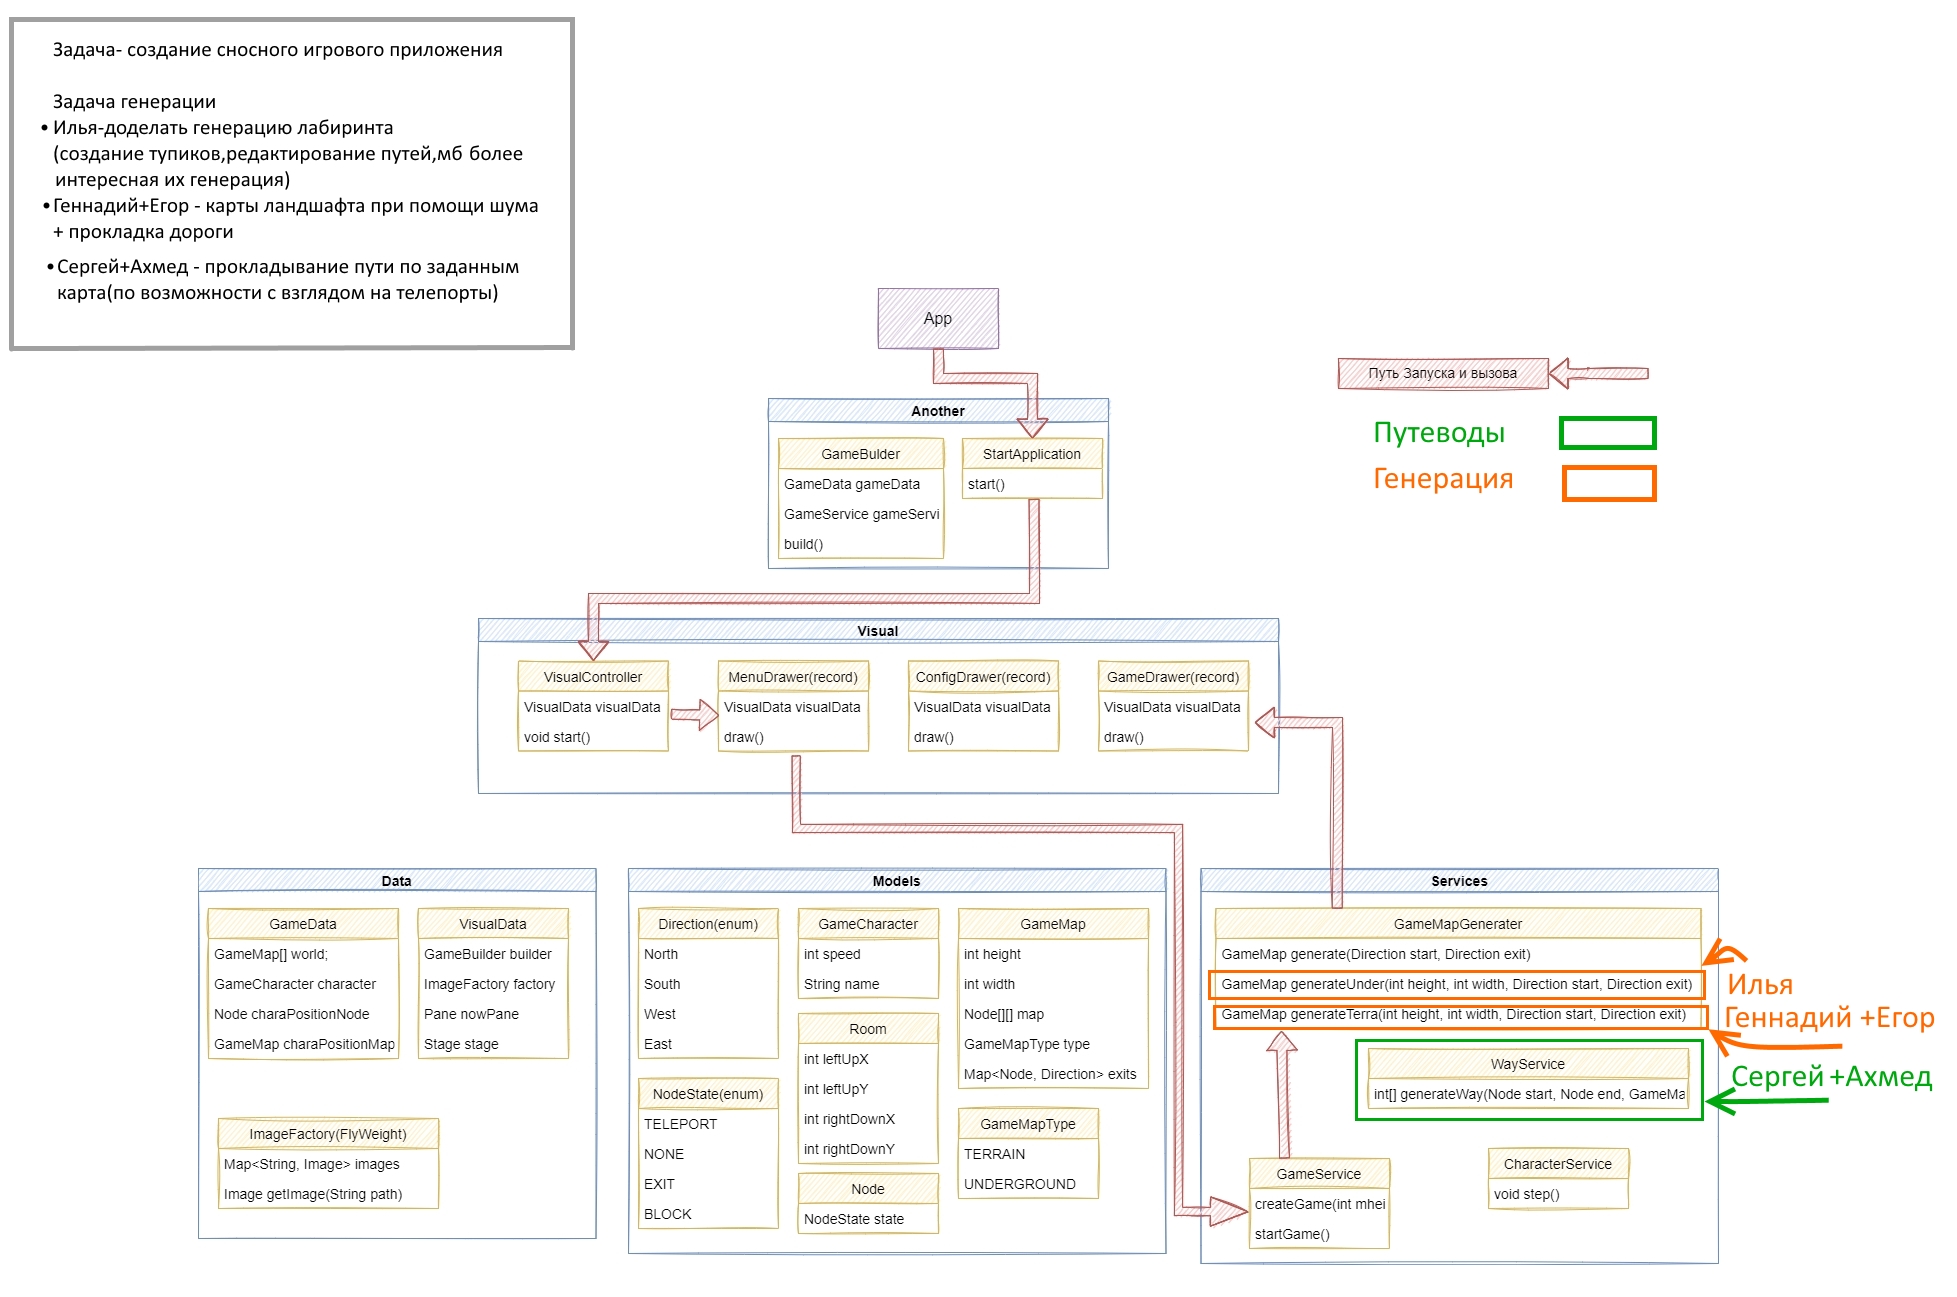 Задача- создание сносного игрового приложения
Задача генерации
• Илья-доделать генерацию лабиринта
(создание тупиков,редактирование путей,мб более
интересная их генерация)
• Геннадий+Егор - карты ландшафта при помощи шума
+ прокладка дороги
• Сергей+Ахмед - прокладывание пути по заданным
карта(по возможности с взглядом на телепорты)
App
Путь Запуска и вызова
Путеводы
Генерация
Another
GameBulder
GameData gameData
GameService gameServi
build()
StartApplication
start()
Visual
VisualController
VisualData visualData
void start()
MenuDrawer(record)
VisualData visualData
draw()
ConfigDrawer(record)
VisualData visualData
draw()
GameDrawer(record)
VisualData visualData
draw()
Data
GameData
GameMap[] world;
GameCharacter character
Node charaPositionNode
GameMap charaPositionMap
VisualData
GameBuilder builder
ImageFactory factory
Pane nowPane
Stage stage
ImageFactory(FlyWeight)
Map<String, Image> images
Image getImage(String path)
Models
Direction(enum)
North
South
West
East
NodeState(enum)
TELEPORT
NONE
EXIT
BLOCK
GameCharacter
int speed
String name
Room
int leftUpX
int leftUpY
int rightDownX
int rightDownY
Node
NodeState state
GameMap
int height
int width
Node[][] map
GameMapType type
Map<Node, Direction> exits
GameMapType
TERRAIN
UNDERGROUND
Services
GameMapGenerater
GameMap generate(Direction start, Direction exit)
GameMap generateUnder(int height, int width, Direction start, Direction exit)
GameMap generateTerra(int height, int width, Direction start, Direction exit)
Илья
Геннадий +Егор
WayService
int[] generateWay(Node start, Node end, GameMa
Сергей +Ахмед
GameService
createGame(int mhei
startGame()
CharacterService
void step()